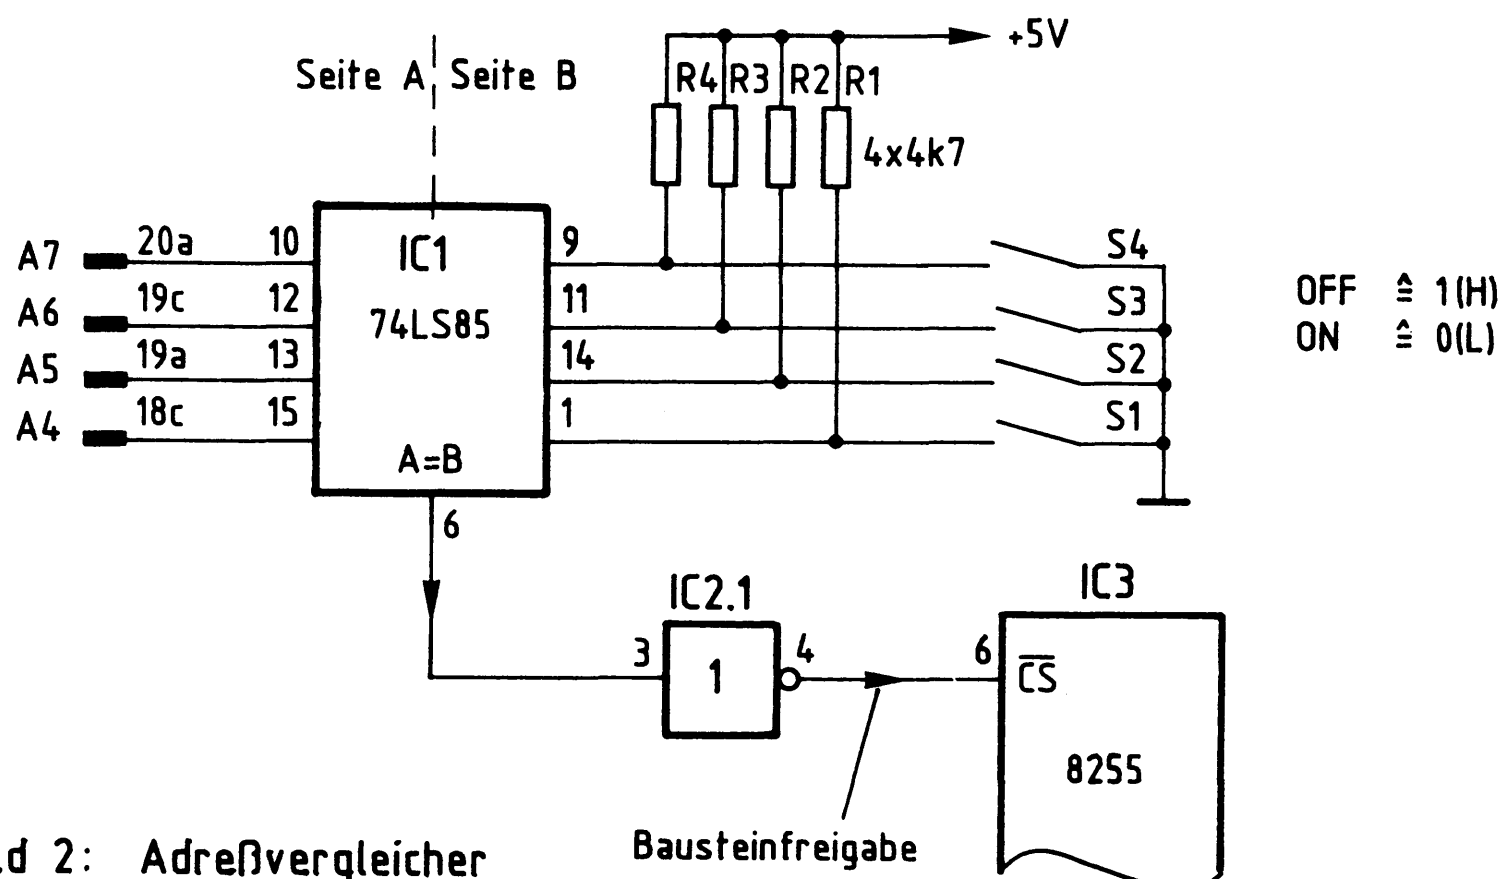 +5V
Seite A Seite B
R4 R3 R2 R1
4x4k7
A7 20a 10 IC1 9 S4
A6 19c 12 74LS85 11 S3
A5 19a 13 14 S2
A4 18c 15 1 S1
OFF ≙ 1(H)
ON ≙ 0(L)
A=B
6
IC2.1
IC3
3 1 4 6 C̅S̅
8255
Bausteinfreigabe
d 2: Adreßvergleicher